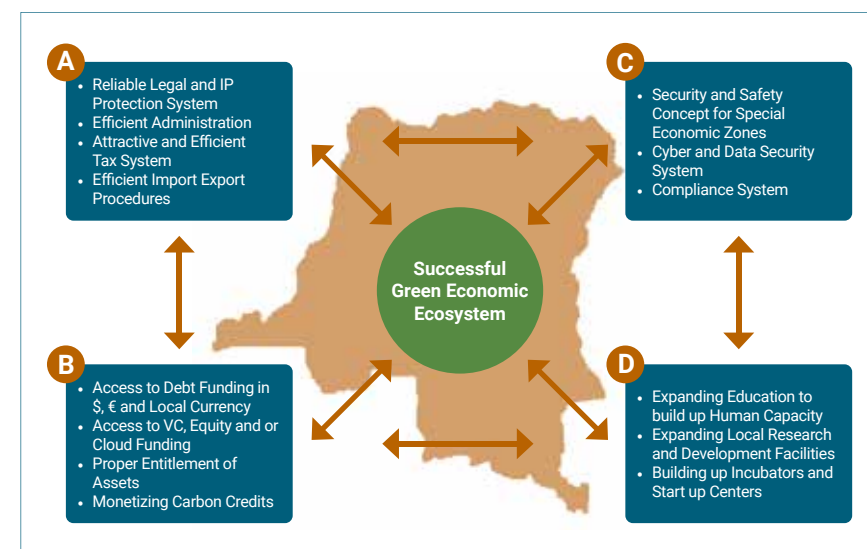 A
• Reliable Legal and IP
Protection System
• Efficient Administration
• Attractive and Efficient
Tax System
• Efficient Import Export
Procedures
C
• Security and Safety
Concept for Special
Economic Zones
• Cyber and Data Security
System
• Compliance System
Successful
Green Economic
Ecosystem
B
• Access to Debt Funding in
$, € and Local Currency
• Access to VC, Equity and or
Cloud Funding
• Proper Entitlement of
Assets
• Monetizing Carbon Credits
D
• Expanding Education to
build up Human Capacity
• Expanding Local Research
and Development Facilities
• Building up Incubators and
Start up Centers